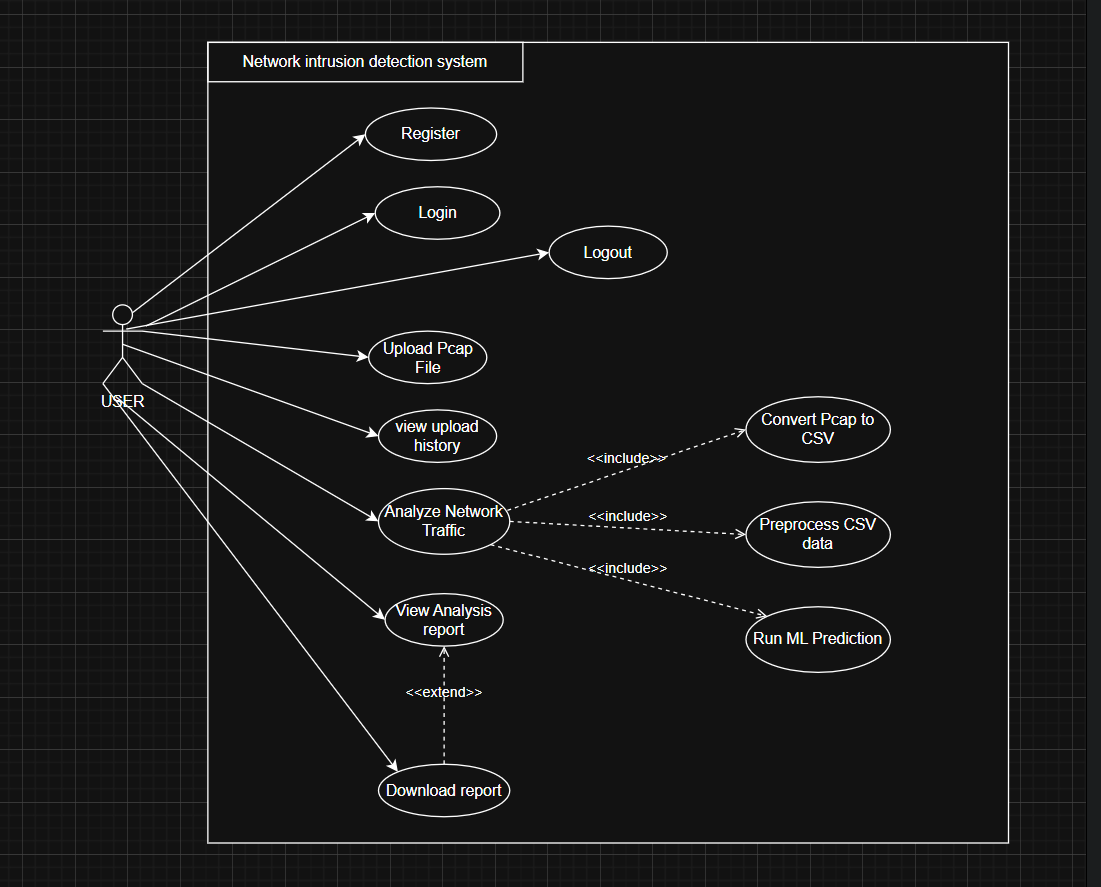 Network intrusion detection system
Register
Login
Logout
USER
Upload Pcap
File
view upload
history
Analyze Network
Traffic
<<include>>
<<include>>
<<include>>
Convert Pcap to
CSV
Preprocess CSV
data
Run ML Prediction
View Analysis
report
<<extend>>
Download report